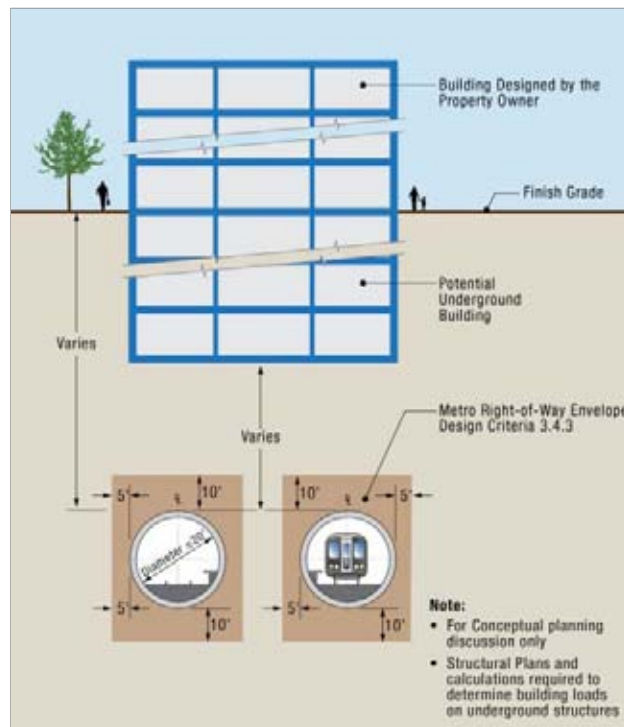 Building Designed by the
Property Owner
Finish Grade
Potential
Underground
Building
Varies
Varies
Metro Right-of-Way Envelope
Design Criteria 3.4.3
5'
10'
10'
5'
Diameter ≤20'
5'
10'
5'
10'
Note:
• For Conceptual planning
discussion only
• Structural Plans and
calculations required to
determine building loads
on underground structures